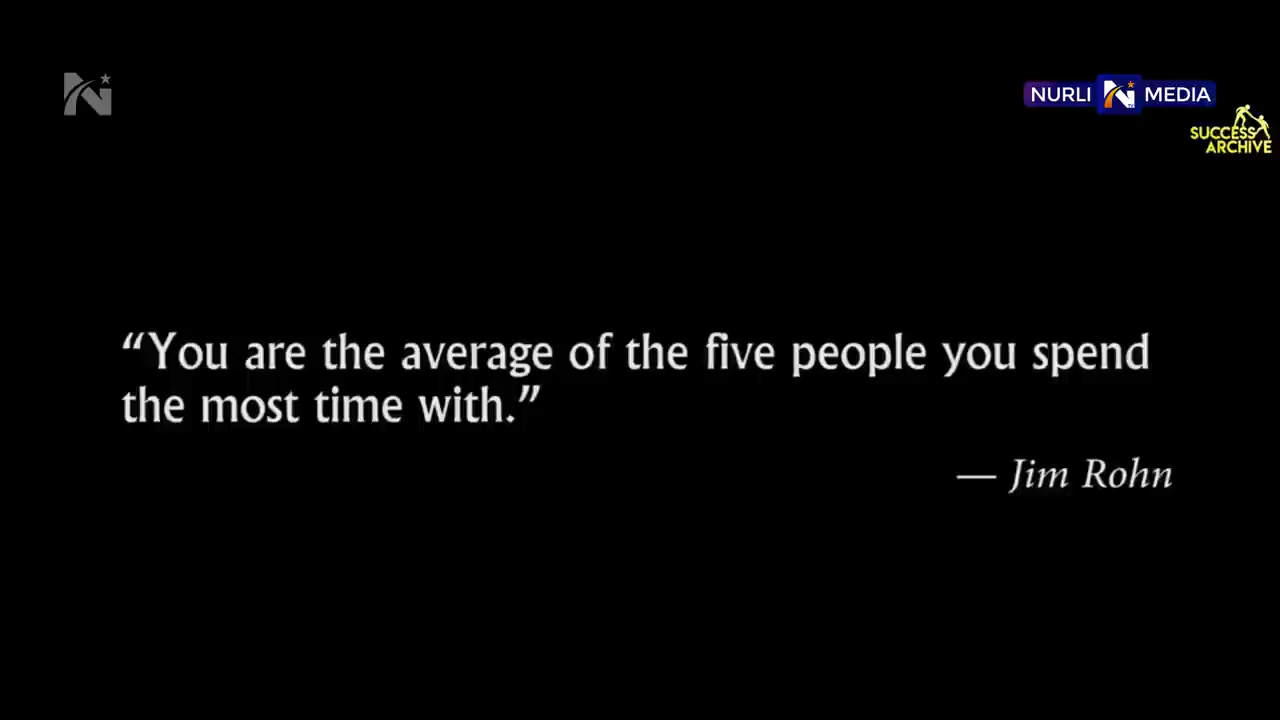 NURLI N MEDIA
SUCCESS
ARCHIVE
“You are the average of the five people you spend
the most time with.”
— Jim Rohn